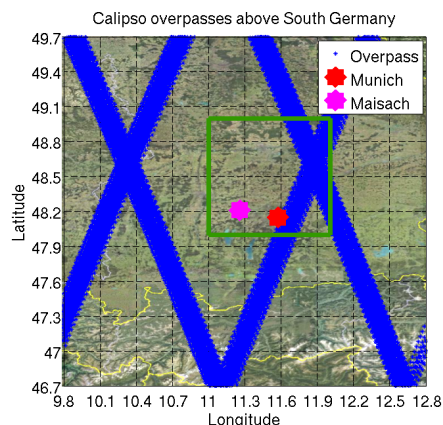 Calipso overpasses above South Germany
49.7
49.4
49.1
48.8
48.5
48.2
47.9
47.6
47.3
47
46.7
Latitude
Overpass
Munich
Maisach
9.8 10.1 10.4 10.7 11 11.3 11.6 11.9 12.2 12.5 12.8
Longitude